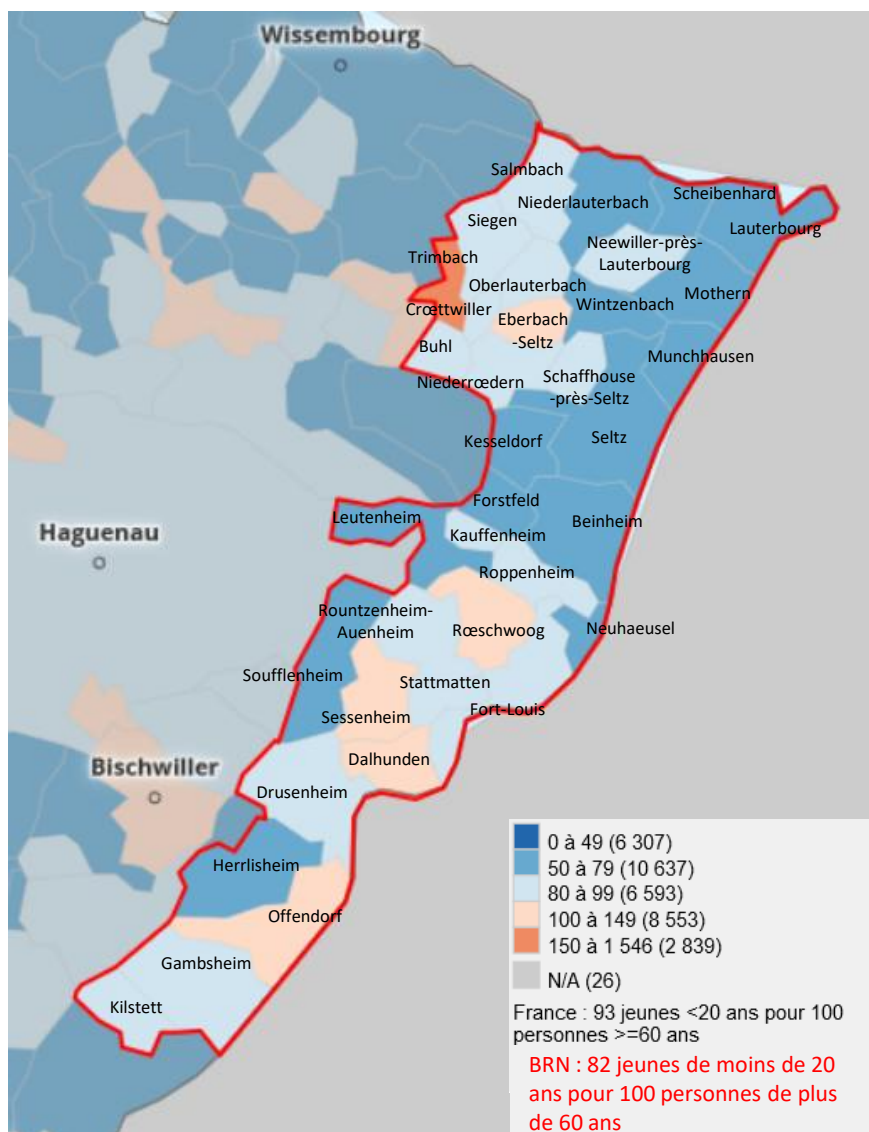 Wissembourg
Salmbach
Niederlauterbach
Scheibenhard
Siegen
Lauterbourg
Neewiller-près-
Lauterbourg
Trimbach
Oberlauterbach
Mothern
Crœttwiller
Wintzenbach
Eberbach
-Seltz
Buhl
Munchhausen
Niederrœdern
Schaffhouse
-près-Seltz
Kesseldorf
Seltz
Forstfeld
Leutenheim
Beinheim
Haguenau
Kauffenheim
Roppenheim
Rountzenheim-
Auenheim
Rœschwoog
Neuhaeusel
Soufflenheim
Stattmatten
Sessenheim
Fort-Louis
Dalhunden
Bischwiller
Drusenheim
Herrlisheim
Offendorf
Gambsheim
Kilstett
0 à 49 (6 307)
50 à 79 (10 637)
80 à 99 (6 593)
100 à 149 (8 553)
150 à 1 546 (2 839)
N/A (26)
France : 93 jeunes <20 ans pour 100
personnes >=60 ans
BRN : 82 jeunes de moins de 20
ans pour 100 personnes de plus
de 60 ans